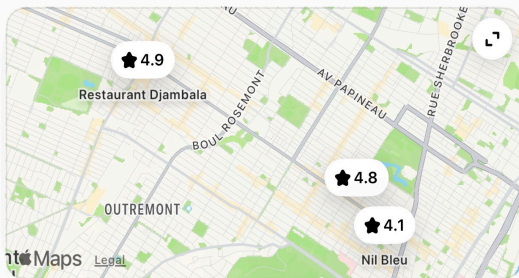 AU
4.9
Restaurant Djambala
BOUL ROSEMONT
AV PAPINEAU
RUE SHERBROOKE
4.8
OUTREMONT
4.1
Nil Bleu
Maps
Legal